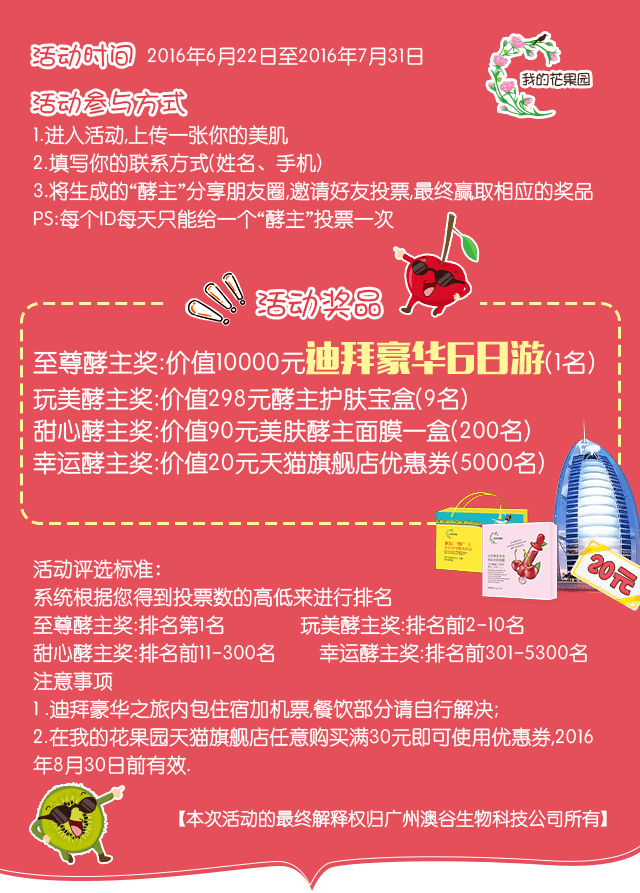 活动时间 2016年6月22日至2016年7月31日
我的花果园
活动参与方式
1.进入活动,上传一张你的美肌
2.填写你的联系方式(姓名、手机)
3.将生成的“酵主”分享朋友圈,邀请好友投票,最终赢取相应的奖品
PS:每个ID每天只能给一个“酵主”投票一次
活动奖品
至尊酵主奖:价值10000元迪拜豪华6日游(1名)
玩美酵主奖:价值298元酵主护肤宝盒(9名)
甜心酵主奖:价值90元美肤酵主面膜一盒(200名)
幸运酵主奖:价值20元天猫旗舰店优惠券(5000名)
20元
活动评选标准:
系统根据您得到投票数的高低来进行排名
至尊酵主奖:排名第1名 玩美酵主奖:排名前2-10名
甜心酵主奖:排名前11-300名 幸运酵主奖:排名前301-5300名
注意事项
1.迪拜豪华之旅内包住宿加机票,餐饮部分请自行解决;
2.在我的花果园天猫旗舰店任意购买满30元即可使用优惠券,2016
年8月30日前有效.
【本次活动的最终解释权归广州澳谷生物科技公司所有】